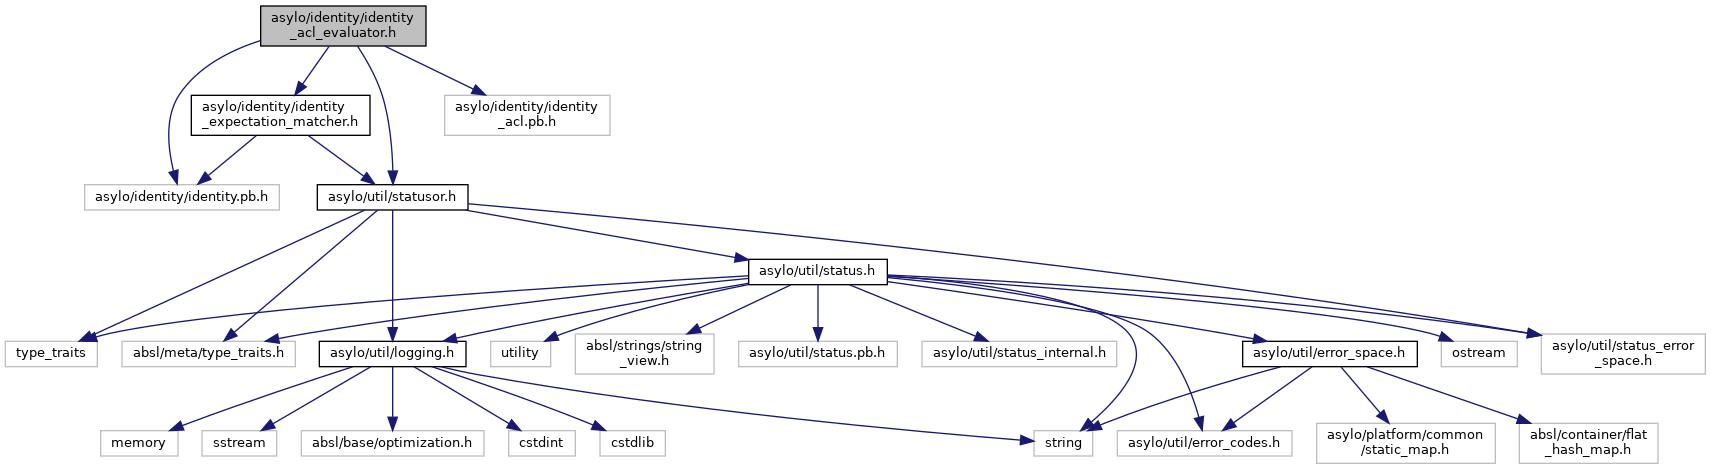 asylo/identity/identity
_acl_evaluator.h
asylo/identity/identity
_expectation_matcher.h
asylo/identity/identity
_acl.pb.h
asylo/identity/identity.pb.h
asylo/util/statusor.h
asylo/util/status.h
type_traits
absl/meta/type_traits.h
asylo/util/logging.h
utility
absl/strings/string
_view.h
asylo/util/status.pb.h
asylo/util/status_internal.h
asylo/util/error_space.h
ostream
asylo/util/status_error
_space.h
memory
sstream
absl/base/optimization.h
cstdint
cstdlib
string
asylo/util/error_codes.h
asylo/platform/common
/static_map.h
absl/container/flat
_hash_map.h